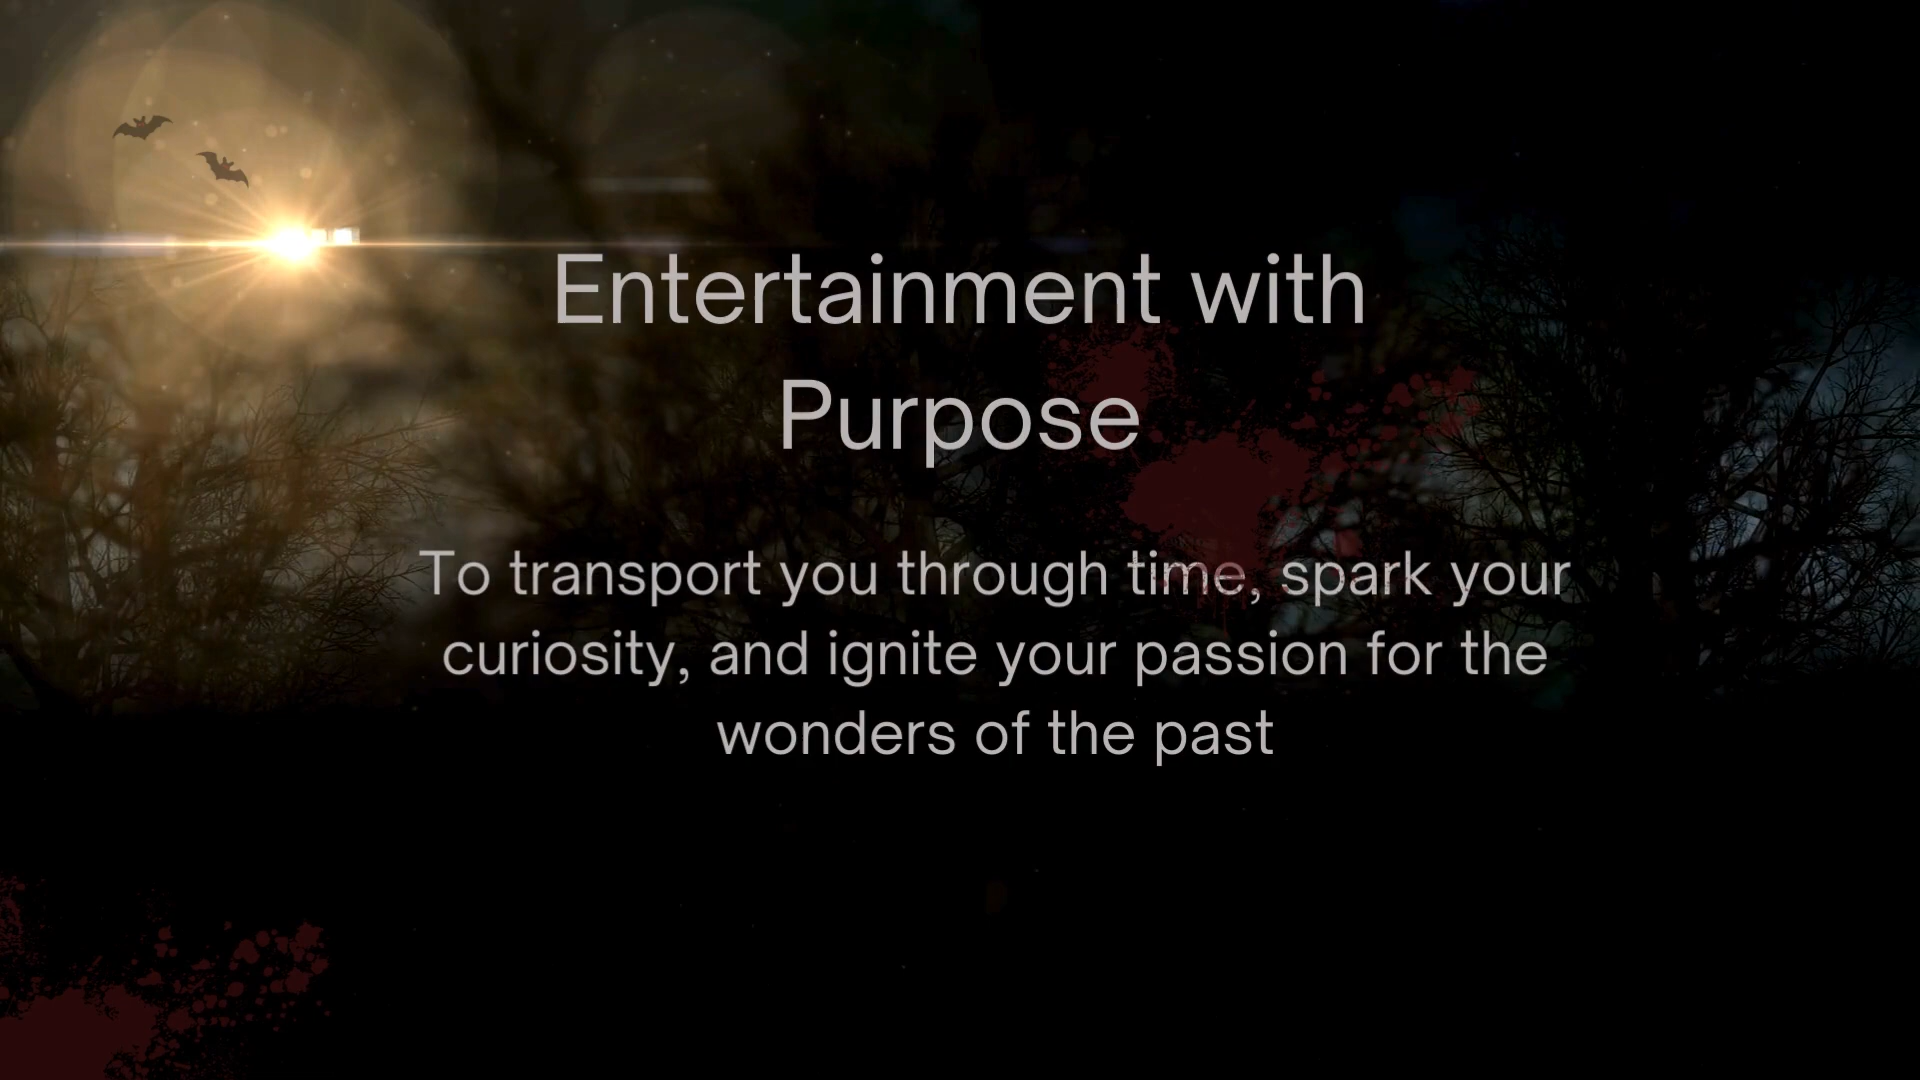 Entertainment with
Purpose
To transport you through time, spark your
curiosity, and ignite your passion for the
wonders of the past